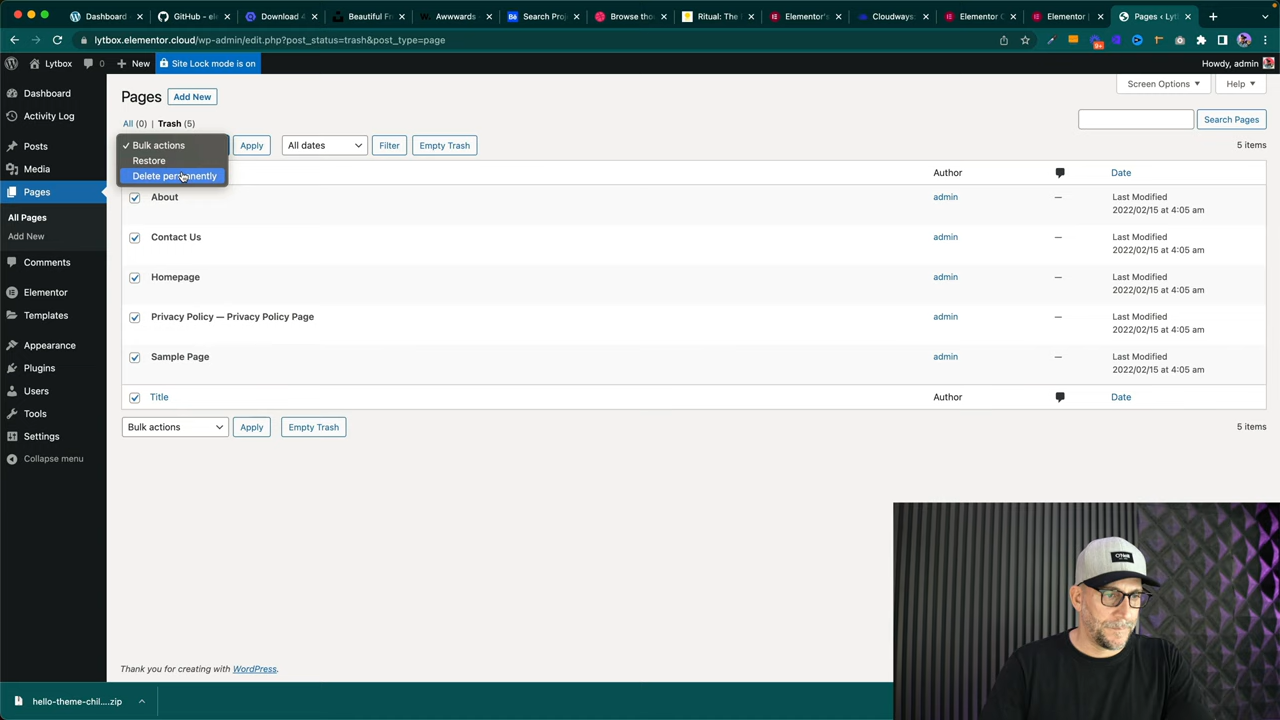 Dashboard
GitHub - el
Download 4
Beautiful Fr
Awwwards
Search Proj
Browse thou
Ritual: The
Elementor's
Cloudways
Elementor C
Elementor |
Pages ‹ Lytb
lytbox.elementor.cloud/wp-admin/edit.php?post_status=trash&post_type=page
9+
Lytbox
0
New
Site Lock mode is on
Howdy, admin
Dashboard
Activity Log
Posts
Media
Pages
All Pages
Add New
Comments
Elementor
Templates
Appearance
Plugins
Users
Tools
Settings
Collapse menu
Screen Options
Help
Pages
Add New
All (0) | Trash (5)
Search Pages
✓ Bulk actions
Restore
Delete permanently
Apply
All dates
Filter
Empty Trash
5 items
Author
Date
About
admin
—
Last Modified
2022/02/15 at 4:05 am
Contact Us
admin
—
Last Modified
2022/02/15 at 4:05 am
Homepage
admin
—
Last Modified
2022/02/15 at 4:05 am
Privacy Policy — Privacy Policy Page
admin
—
Last Modified
2022/02/15 at 4:05 am
Sample Page
admin
—
Last Modified
2022/02/15 at 4:05 am
Title
Author
Date
Bulk actions
Apply
Empty Trash
5 items
Thank you for creating with WordPress.
hello-theme-chil....zip